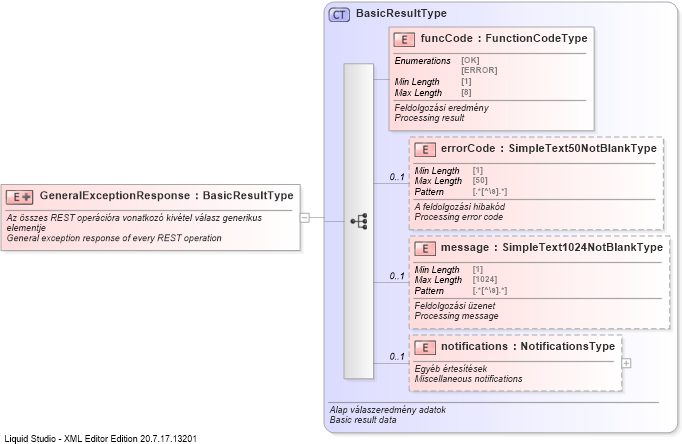 CT BasicResultType
E funcCode : FunctionCodeType
Enumerations [OK]
[ERROR]
Min Length [1]
Max Length [8]
Feldolgozási eredmény
Processing result
0..1
E errorCode : SimpleText50NotBlankType
Min Length [1]
Max Length [50]
Pattern [.*[^\s].*]
A feldolgozási hibakód
Processing error code
E GeneralExceptionResponse : BasicResultType
Az összes REST operációra vonatkozó kivétel válasz generikus
elementje
General exception response of every REST operation
0..1
E message : SimpleText1024NotBlankType
Min Length [1]
Max Length [1024]
Pattern [.*[^\s].*]
Feldolgozási üzenet
Processing message
0..1
E notifications : NotificationsType
Egyéb értesítések
Miscellaneous notifications
Alap válaszeredmény adatok
Basic result data
Liquid Studio - XML Editor Edition 20.7.17.13201